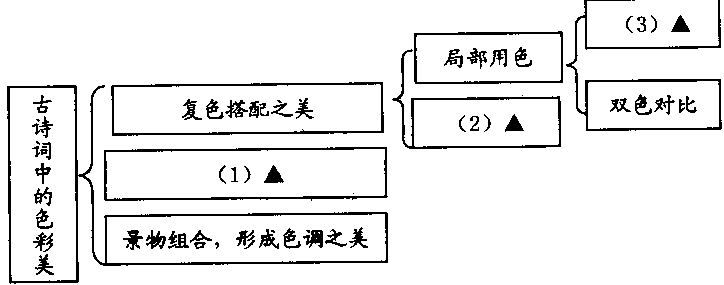 古诗词中的色彩美
复色搭配之美
局部用色
（3）▲
双色对比
（2）▲
（1）▲
景物组合，形成色调之美